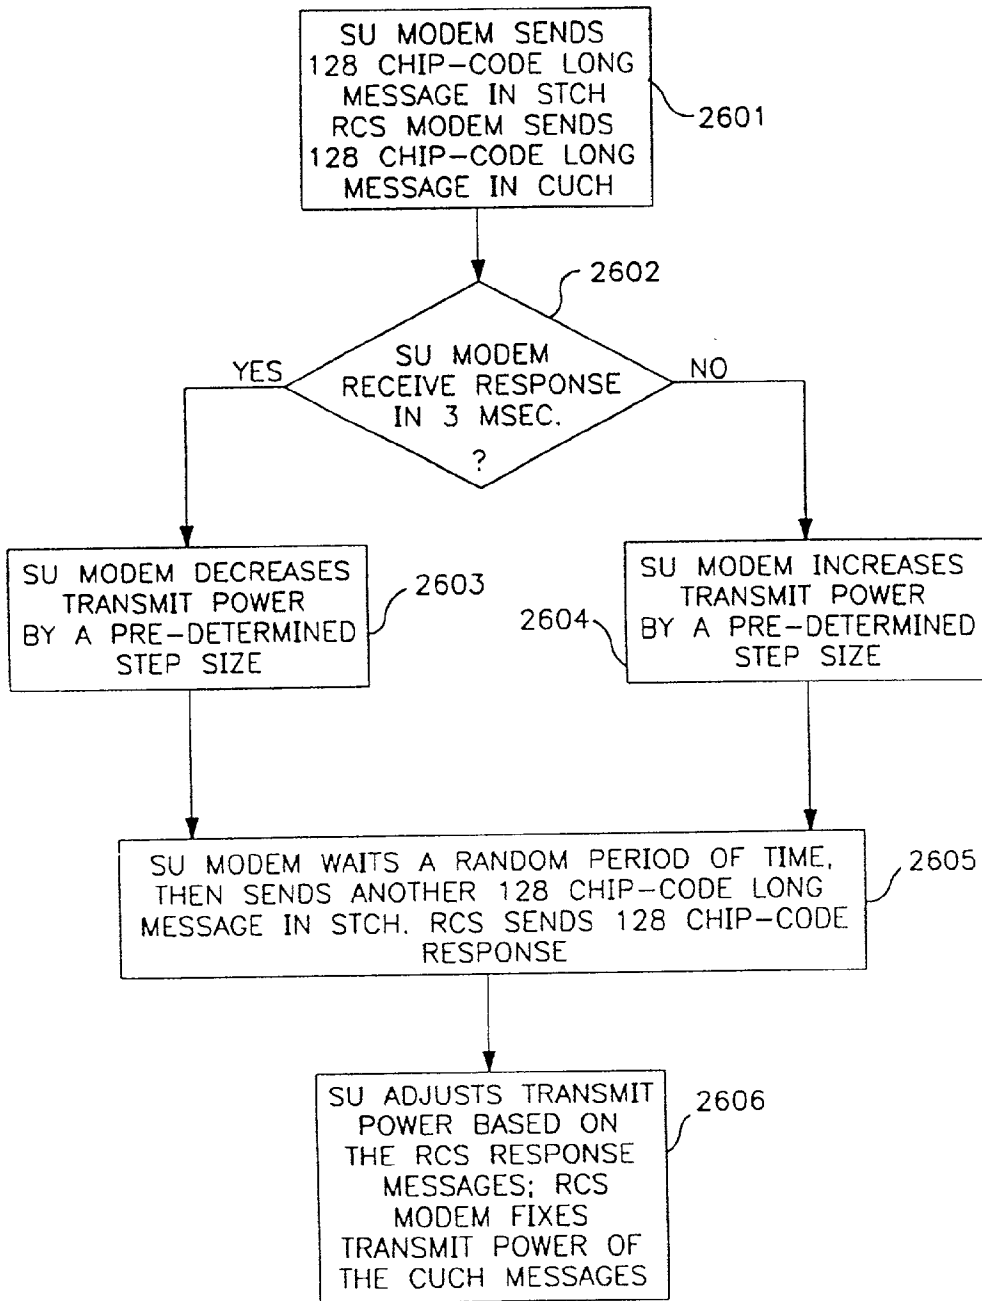 SU MODEM SENDS
128 CHIP-CODE LONG
MESSAGE IN STCH
RCS MODEM SENDS
128 CHIP-CODE LONG
MESSAGE IN CUCH
2601
2602
YES
SU MODEM
RECEIVE RESPONSE
IN 3 MSEC.
?
NO
SU MODEM DECREASES
TRANSMIT POWER
BY A PRE-DETERMINED
STEP SIZE
2603
SU MODEM INCREASES
TRANSMIT POWER
BY A PRE-DETERMINED
STEP SIZE
2604
SU MODEM WAITS A RANDOM PERIOD OF TIME,
THEN SENDS ANOTHER 128 CHIP-CODE LONG
MESSAGE IN STCH. RCS SENDS 128 CHIP-CODE
RESPONSE
2605
SU ADJUSTS TRANSMIT
POWER BASED ON
THE RCS RESPONSE
MESSAGES; RCS
MODEM FIXES
TRANSMIT POWER OF
THE CUCH MESSAGES
2606